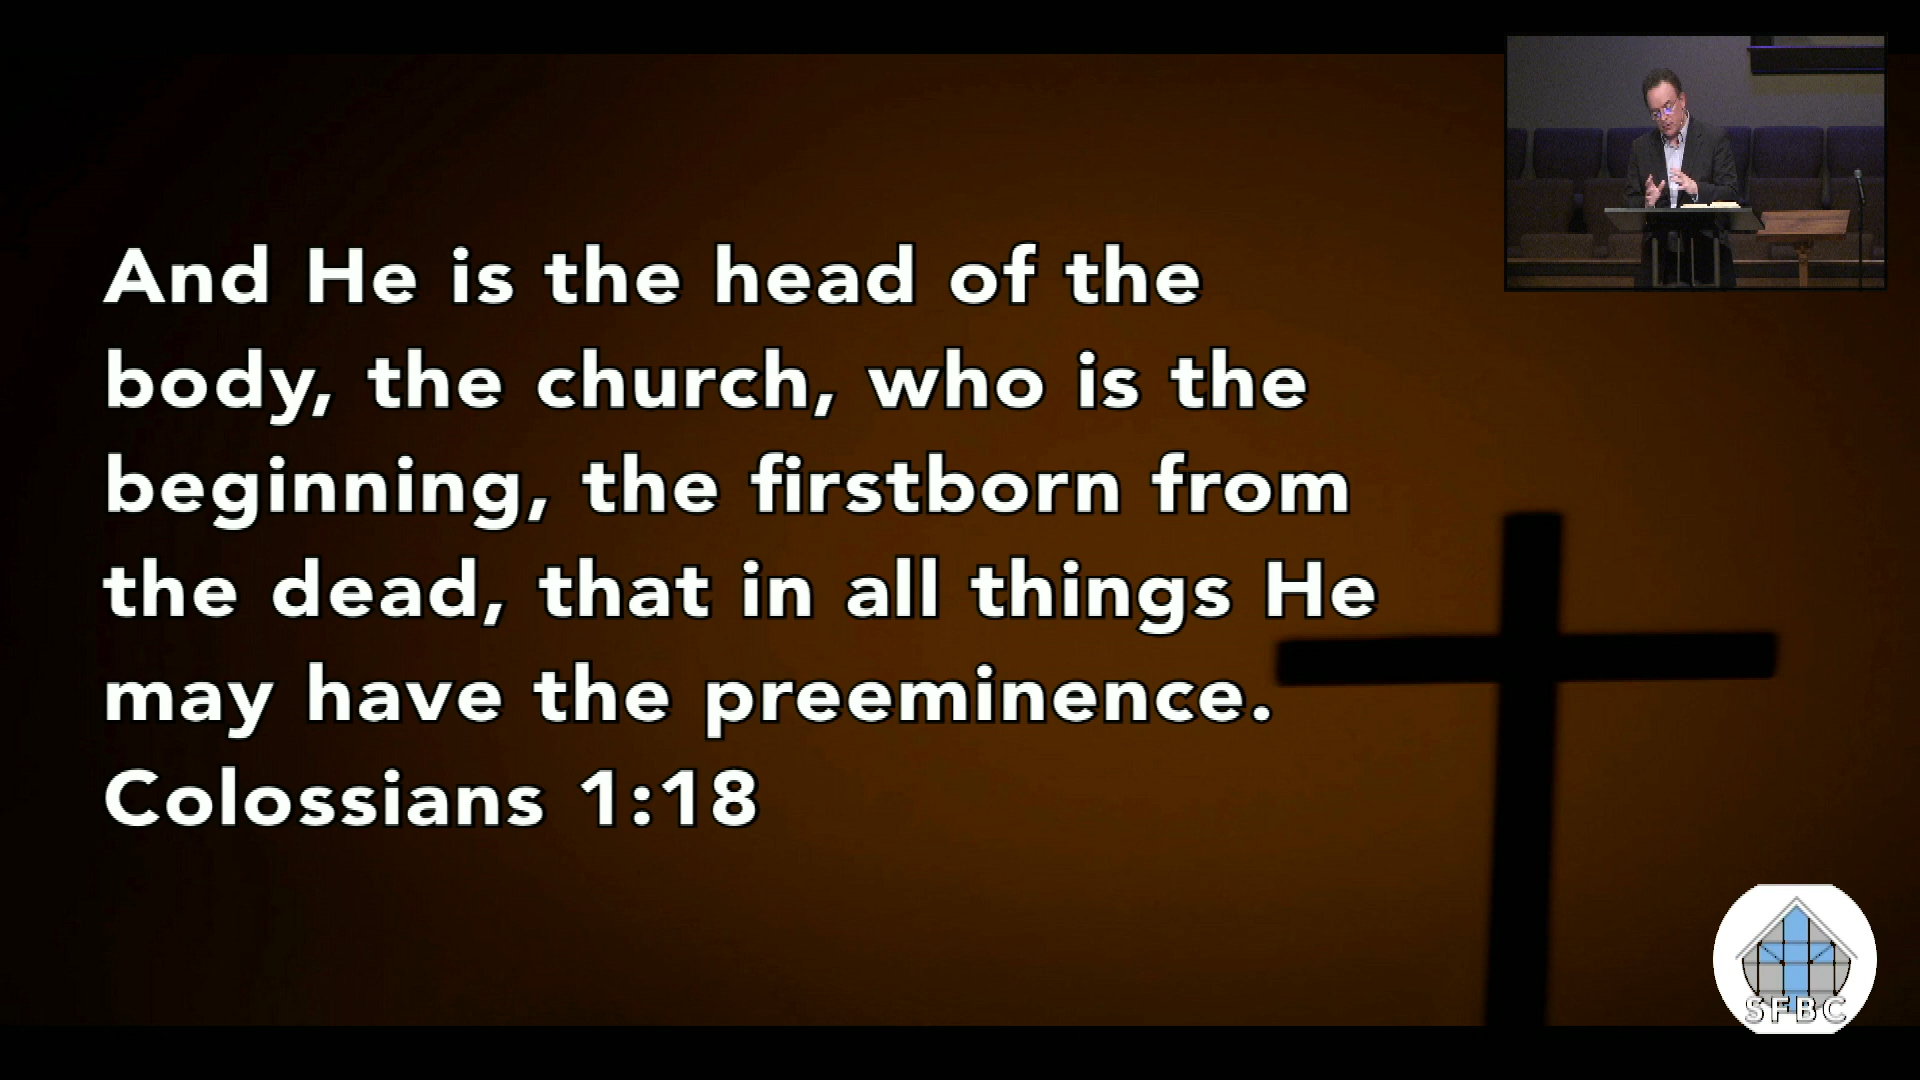 And He is the head of the
body, the church, who is the
beginning, the firstborn from
the dead, that in all things He
may have the preeminence.
Colossians 1:18
SFBC